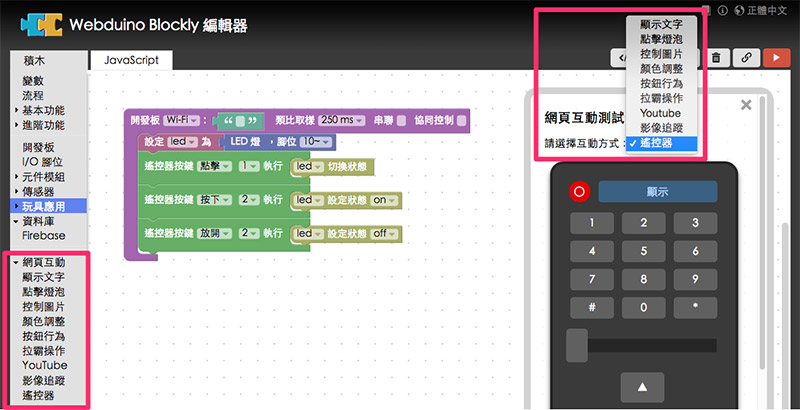 Webduino Blockly 編輯器
正體中文
積木
JavaScript
變數
流程
基本功能
進階功能
開發板
I/O 腳位
元件模組
傳感器
玩具應用
資料庫
Firebase
網頁互動
顯示文字
點擊燈泡
控制圖片
顏色調整
按鈕行為
拉霸操作
YouTube
影像追蹤
遙控器
開發板 Wi-Fi : “ ” 類比取樣 250 ms 串聯 協同控制
設定 led 為 LED 燈 ,腳位 10~
遙控器按鍵 點擊 1 執行 led 切換狀態
遙控器按鍵 按下 2 執行 led 設定狀態 on
遙控器按鍵 放開 2 執行 led 設定狀態 off
顯示文字
點擊燈泡
控制圖片
顏色調整
按鈕行為
拉霸操作
Youtube
影像追蹤
✓ 遙控器
網頁互動測試
請選擇互動方式:
顯示
1 2 3
4 5 6
7 8 9
# 0 *